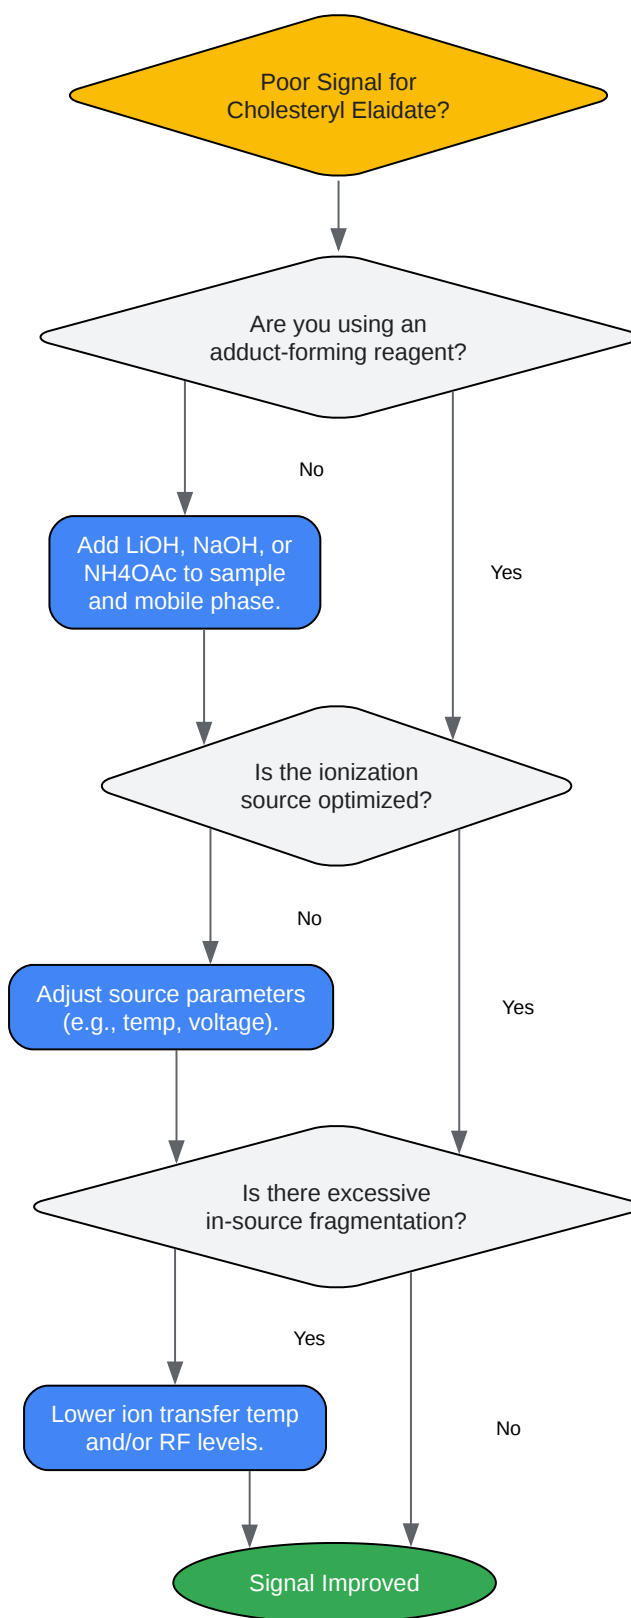 Poor Signal for
Cholesteryl Elaidate?
Are you using an
adduct-forming reagent?
No
Add LiOH, NaOH, or
NH4OAc to sample
and mobile phase.
Yes
Is the ionization
source optimized?
No
Adjust source parameters
(e.g., temp, voltage).
Yes
Is there excessive
in-source fragmentation?
Yes
Lower ion transfer temp
and/or RF levels.
No
Signal Improved